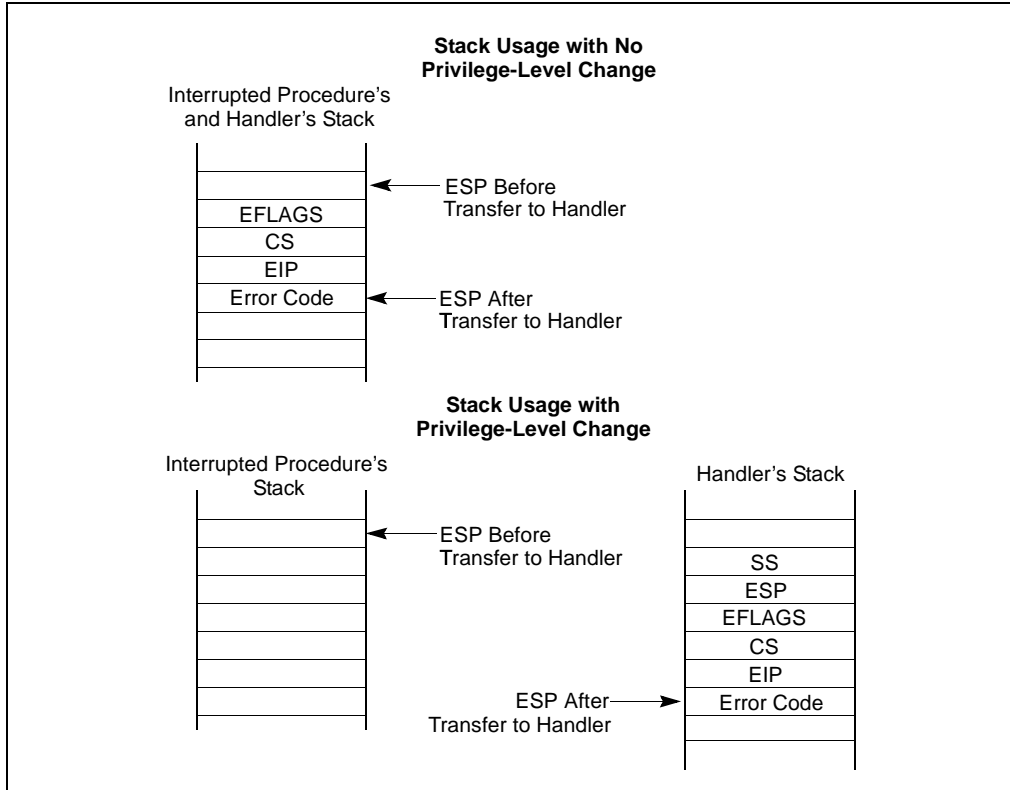 Stack Usage with No
Privilege-Level Change
Interrupted Procedure's
and Handler's Stack
ESP Before
Transfer to Handler
EFLAGS
CS
EIP
Error Code
ESP After
Transfer to Handler
Stack Usage with
Privilege-Level Change
Interrupted Procedure's
Stack
Handler's Stack
ESP Before
Transfer to Handler
SS
ESP
EFLAGS
CS
EIP
Error Code
ESP After
Transfer to Handler